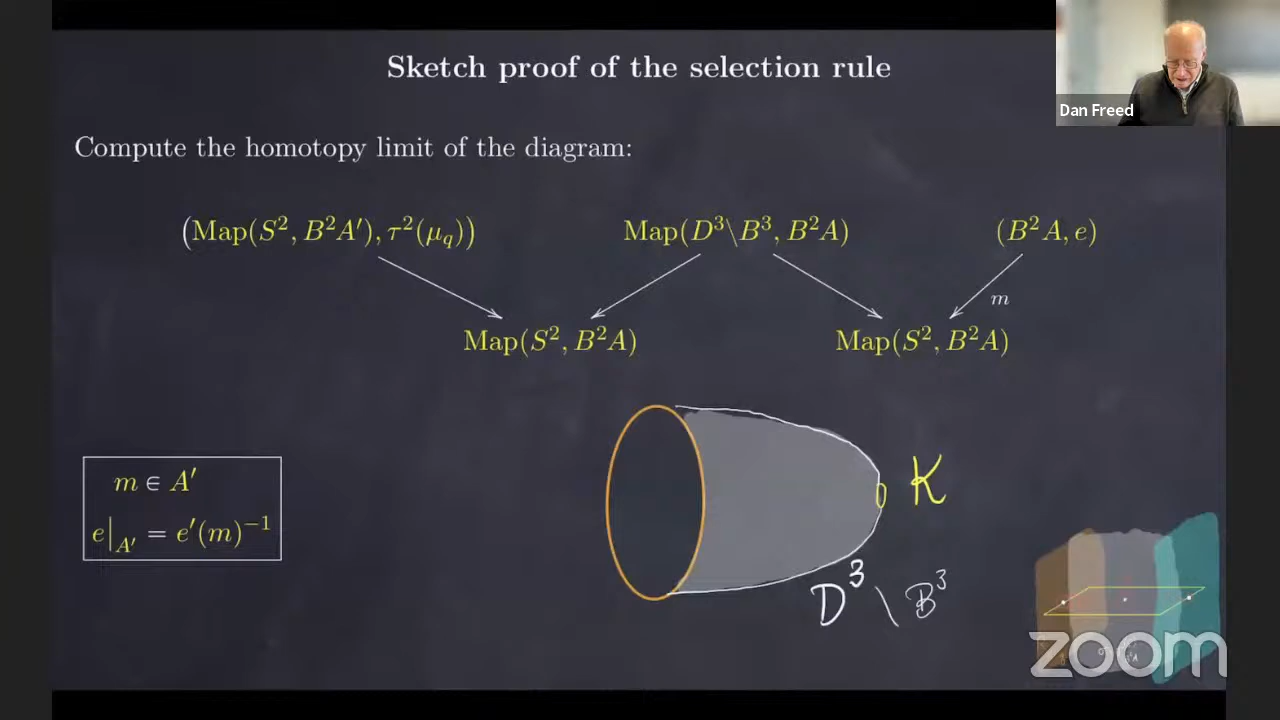 Sketch proof of the selection rule
Dan Freed
Compute the homotopy limit of the diagram:
(Map(S², B²A′), τ²(μ_q)) Map(D³\B³, B²A) (B²A, e)
m
Map(S², B²A) Map(S², B²A)
m ∈ A′
e|_A′ = e′(m)⁻¹
K
D³ \ B³
zoom